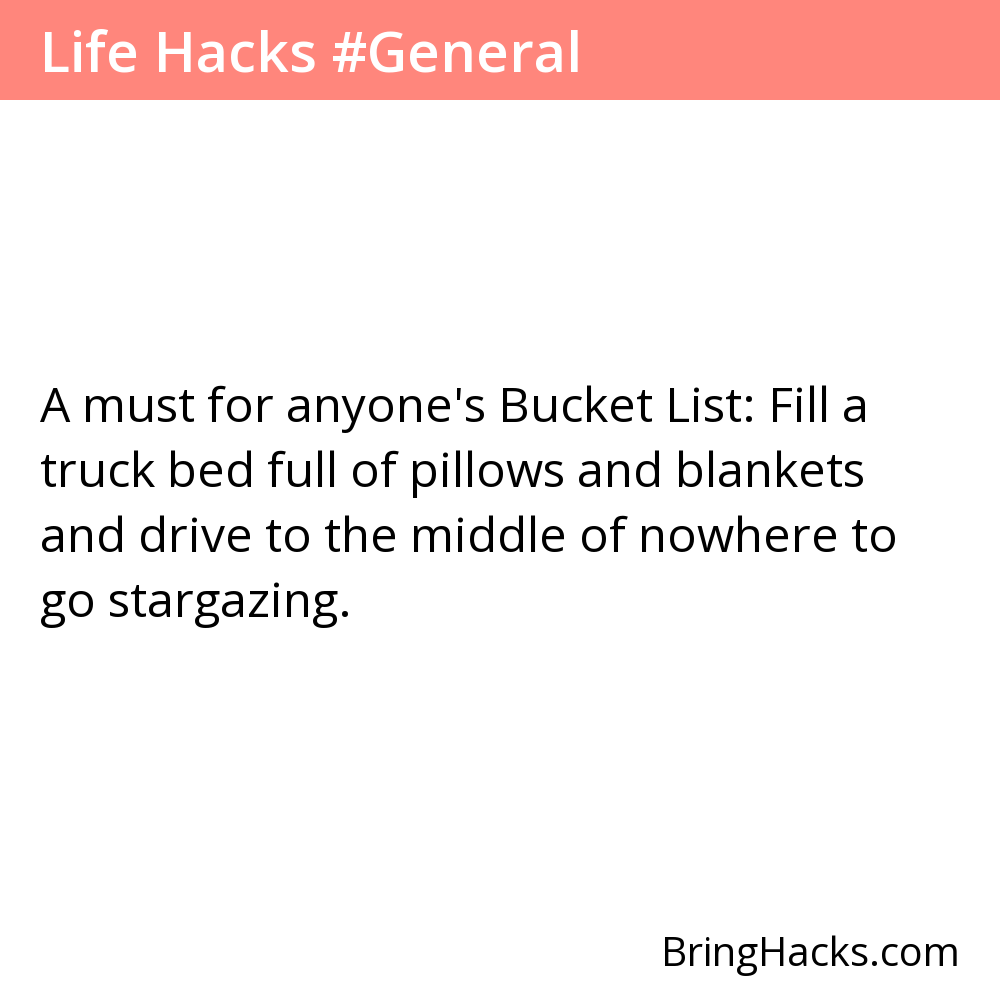 Life Hacks #General
A must for anyone's Bucket List: Fill a
truck bed full of pillows and blankets
and drive to the middle of nowhere to
go stargazing.
BringHacks.com